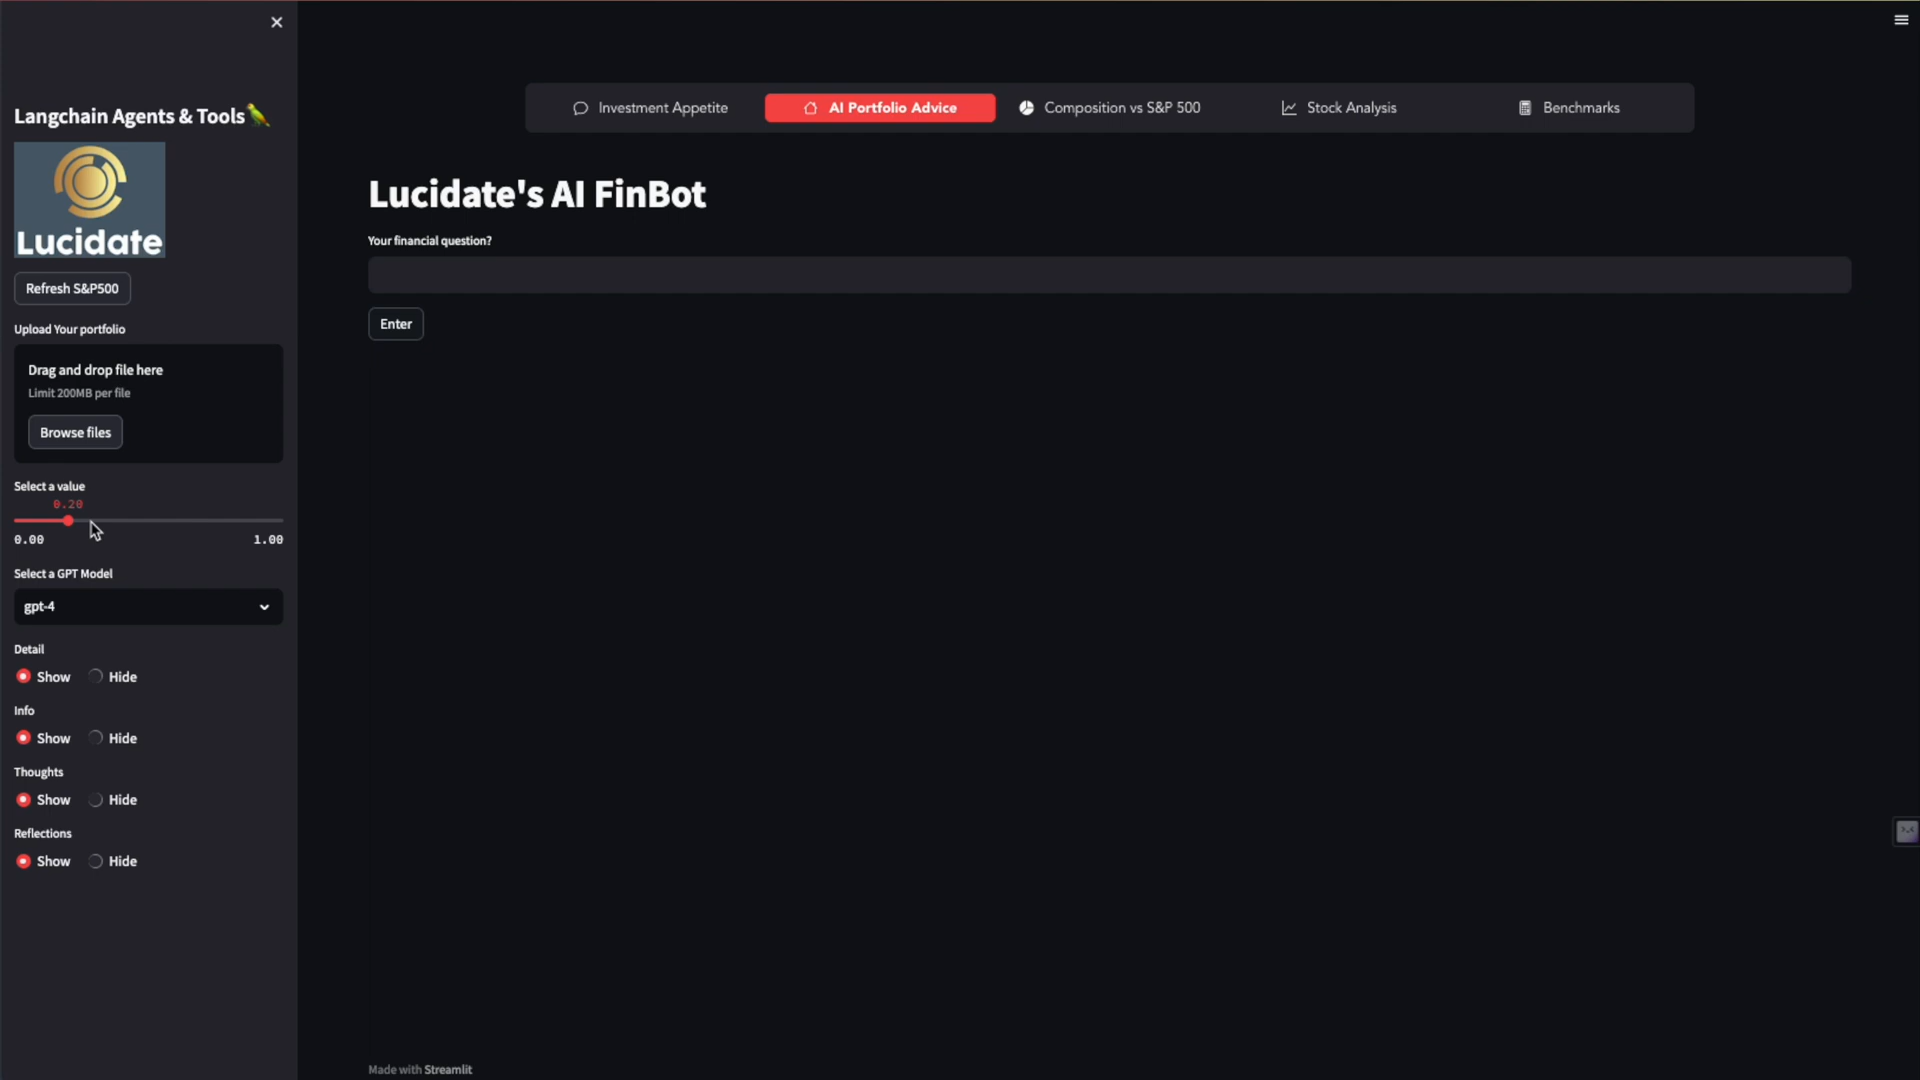 Langchain Agents & Tools
Lucidate
Refresh S&P500
Upload Your portfolio
Drag and drop file here
Limit 200MB per file
Browse files
Select a value
0.20
0.00 1.00
Select a GPT Model
gpt-4
Detail
Show Hide
Info
Show Hide
Thoughts
Show Hide
Reflections
Show Hide
Investment Appetite AI Portfolio Advice Composition vs S&P 500 Stock Analysis Benchmarks
Lucidate's AI FinBot
Your financial question?
Enter
Made with Streamlit